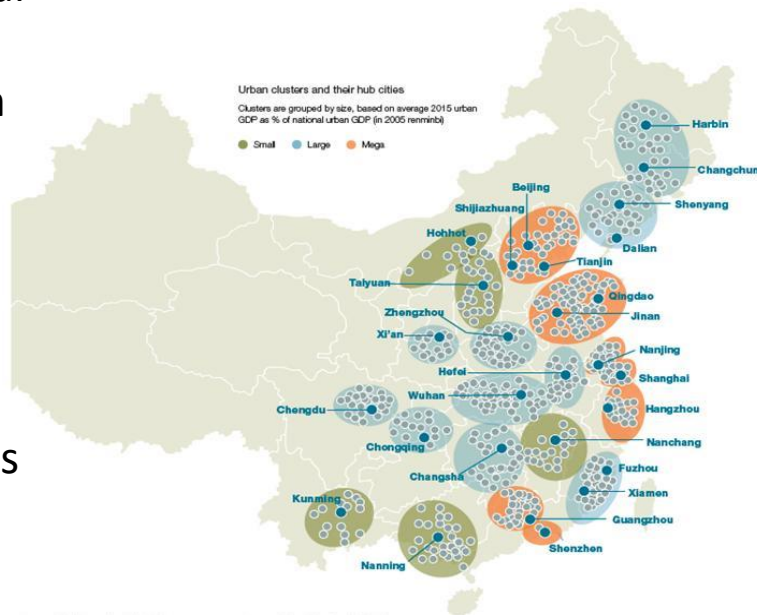 Urban clusters and their hub cities
Clusters are grouped by size, based on average 2015 urban
GDP as % of national urban GDP (in 2005 renminbi)
Small Large Mega
Harbin
Changchun
Beijing
Shijiazhuang
Shenyang
Hohhot
Dalian
Tianjin
Taiyuan
Qingdao
Zhengzhou
Jinan
Xi'an
Nanjing
Hefei
Shanghai
Wuhan
Chengdu
Hangzhou
Chongqing
Nanchang
s
Changsha
Fuzhou
Kunming
Xiamen
Guangzhou
Shenzhen
Nanning